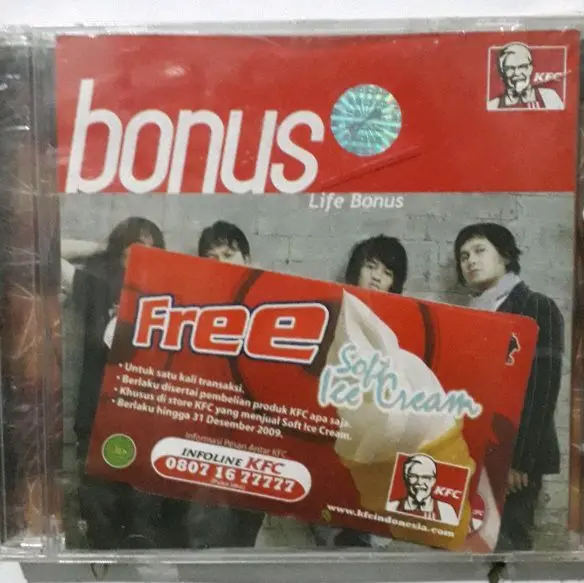 KFC
bonus
Life Bonus
Free
Soft
Ice Cream
• Untuk satu kali transaksi.
• Berlaku disertai pembelian produk KFC apa saja.
• Khusus di store KFC yang menjual Soft Ice Cream.
• Berlaku hingga 31 Desember 2009.
Informasi Pesan Antar KFC
INFOLINE KFC
0807 16 77777
KFC
www.kfcindonesia.com